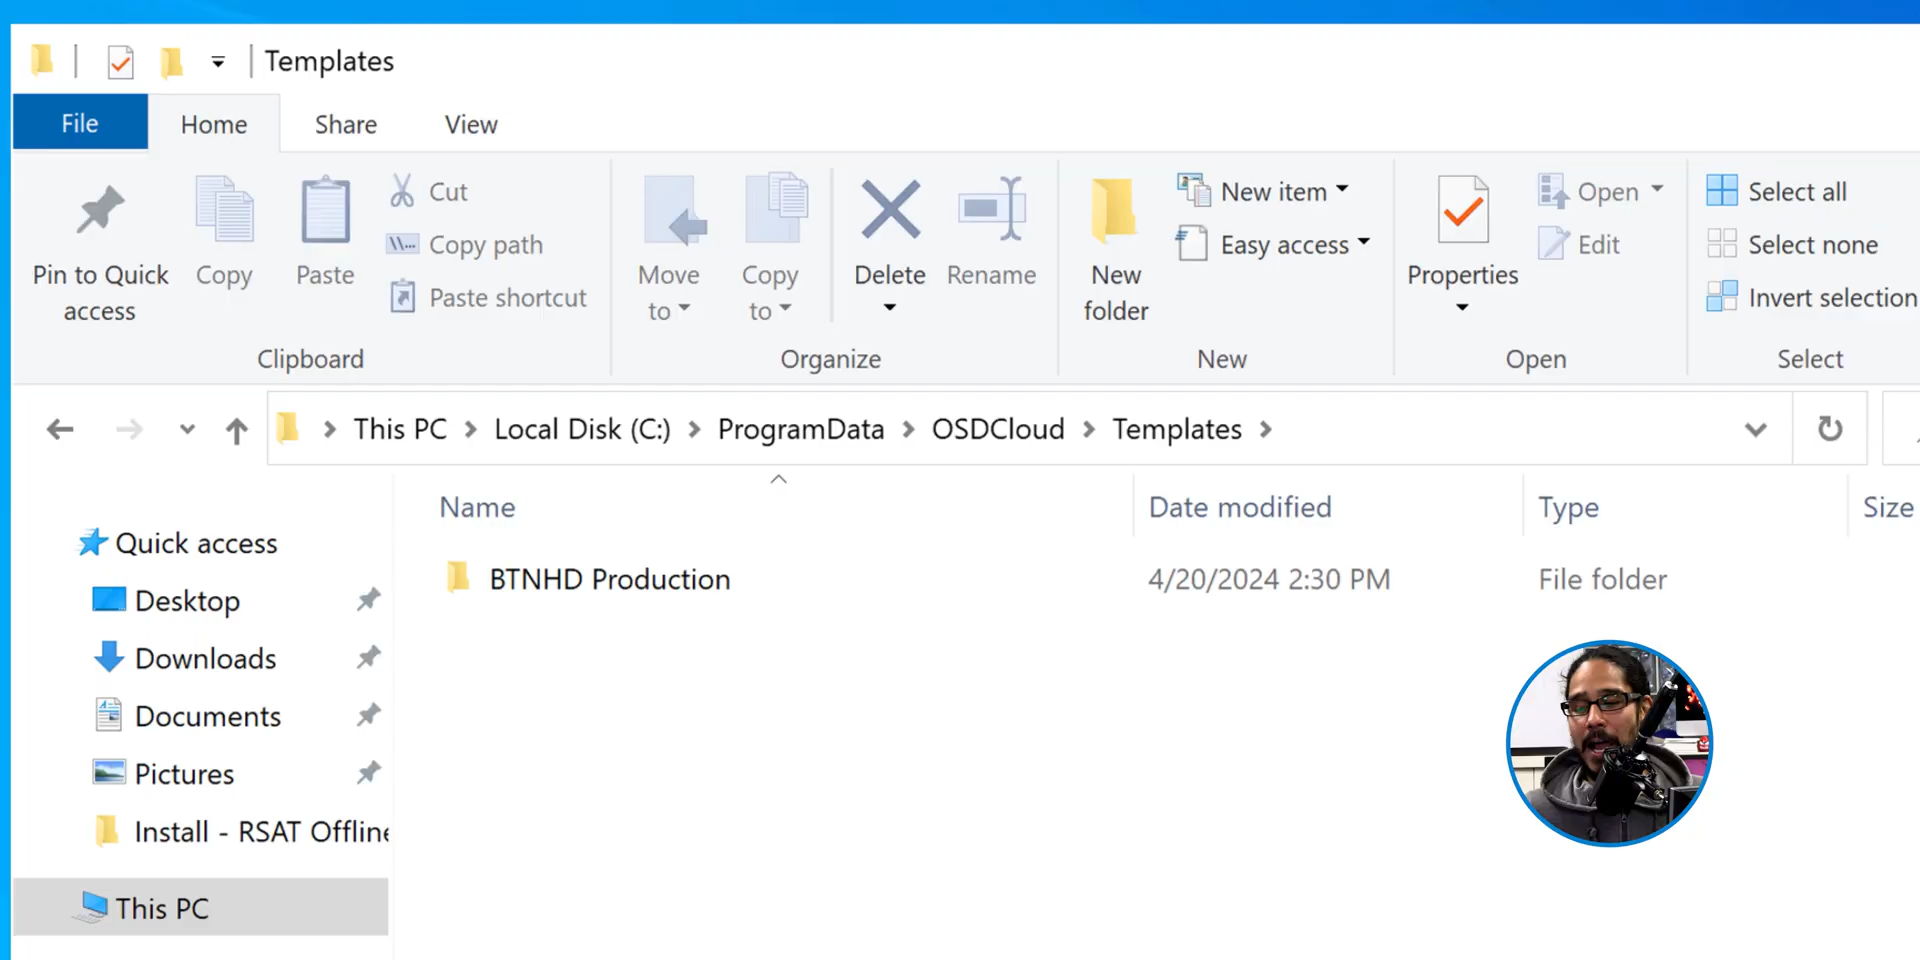 Templates
File
Home
Share
View
Pin to Quick
access
Copy
Paste
Cut
Copy path
Paste shortcut
Clipboard
Move
to
Copy
to
Delete
Rename
Organize
New
folder
New item
Easy access
New
Properties
Open
Edit
Open
Select all
Select none
Invert selection
Select
This PC > Local Disk (C:) > ProgramData > OSDCloud > Templates >
Name
Date modified
Type
Size
Quick access
Desktop
Downloads
Documents
Pictures
Install - RSAT Offline
This PC
BTNHD Production
4/20/2024 2:30 PM
File folder